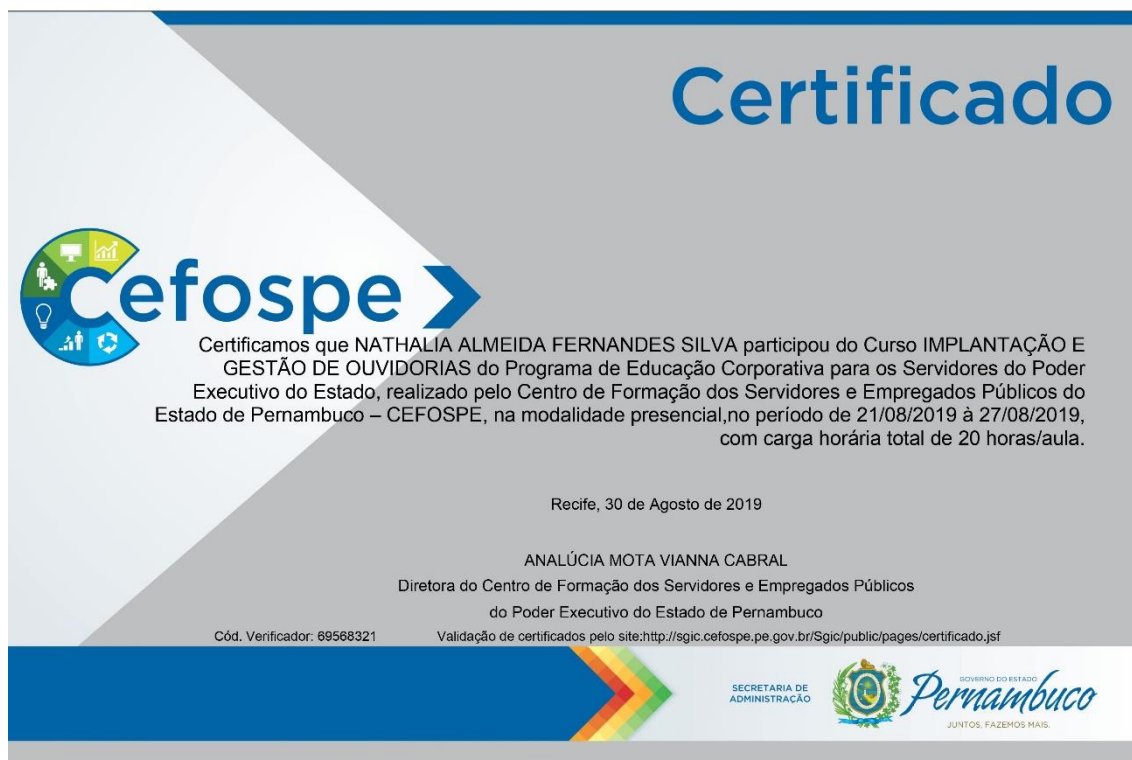 Certificado
Cefospe
Certificamos que NATHALIA ALMEIDA FERNANDES SILVA participou do Curso IMPLANTAÇÃO E
GESTÃO DE OUVIDORIAS do Programa de Educação Corporativa para os Servidores do Poder
Executivo do Estado, realizado pelo Centro de Formação dos Servidores e Empregados Públicos do
Estado de Pernambuco – CEFOSPE, na modalidade presencial,no período de 21/08/2019 à 27/08/2019,
com carga horária total de 20 horas/aula.
Recife, 30 de Agosto de 2019
ANALÚCIA MOTA VIANNA CABRAL
Diretora do Centro de Formação dos Servidores e Empregados Públicos
do Poder Executivo do Estado de Pernambuco
Cód. Verificador: 69568321 Validação de certificados pelo site:http://sgic.cefospe.pe.gov.br/Sgic/public/pages/certificado.jsf
SECRETARIA DE
ADMINISTRAÇÃO
GOVERNO DO ESTADO
Pernambuco
JUNTOS, FAZEMOS MAIS.